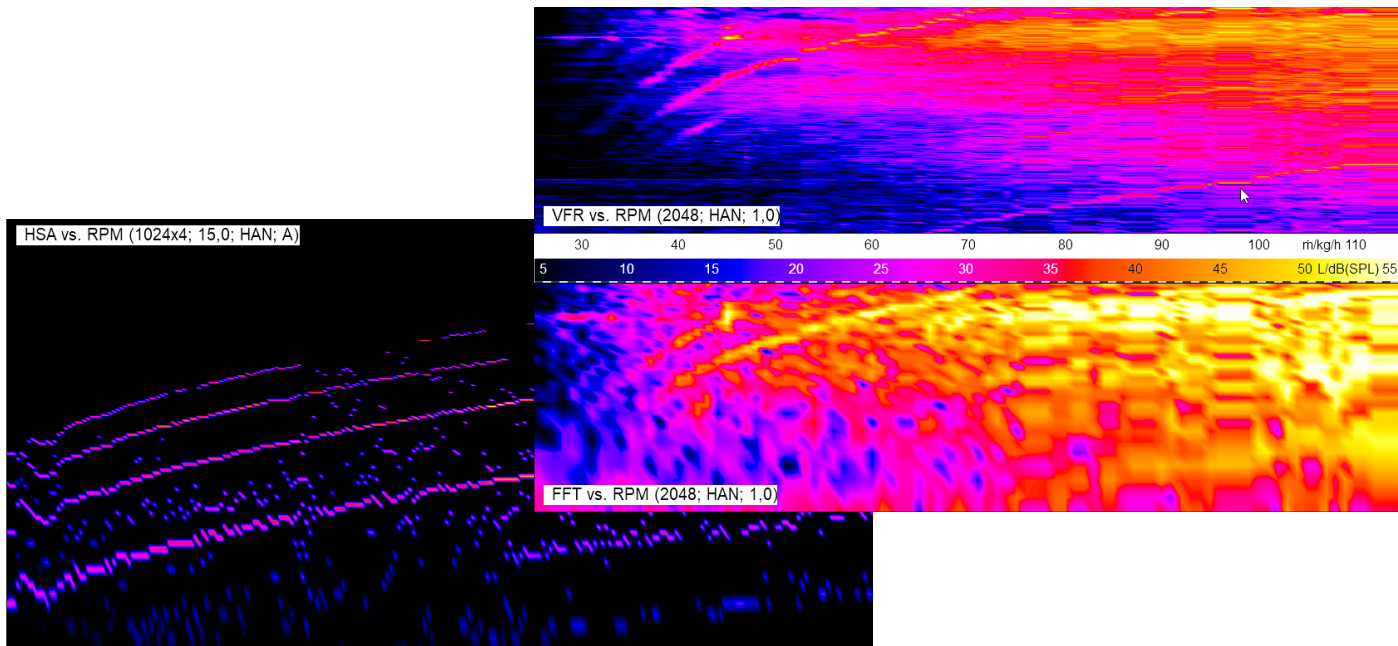 VFR vs. RPM (2048; HAN; 1,0)
30 40 50 60 70 80 90 100 m/kg/h 110
5 10 15 20 25 30 35 40 45 50 L/dB(SPL) 55
HSA vs. RPM (1024x4; 15,0; HAN; A)
FFT vs. RPM (2048; HAN; 1,0)